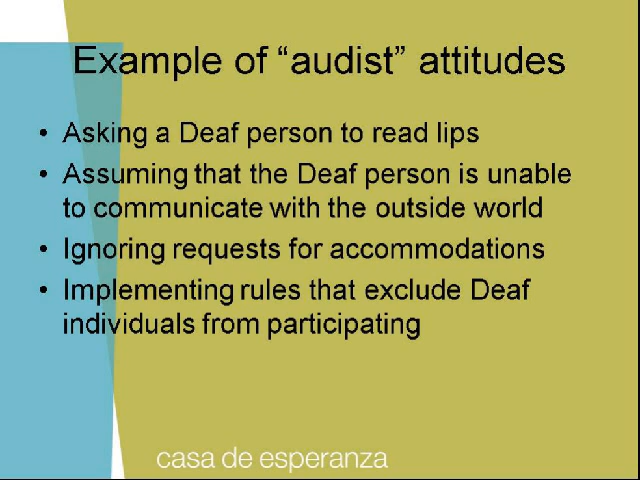 Example of “audist” attitudes
• Asking a Deaf person to read lips
• Assuming that the Deaf person is unable
to communicate with the outside world
• Ignoring requests for accommodations
• Implementing rules that exclude Deaf
individuals from participating
casa de esperanza